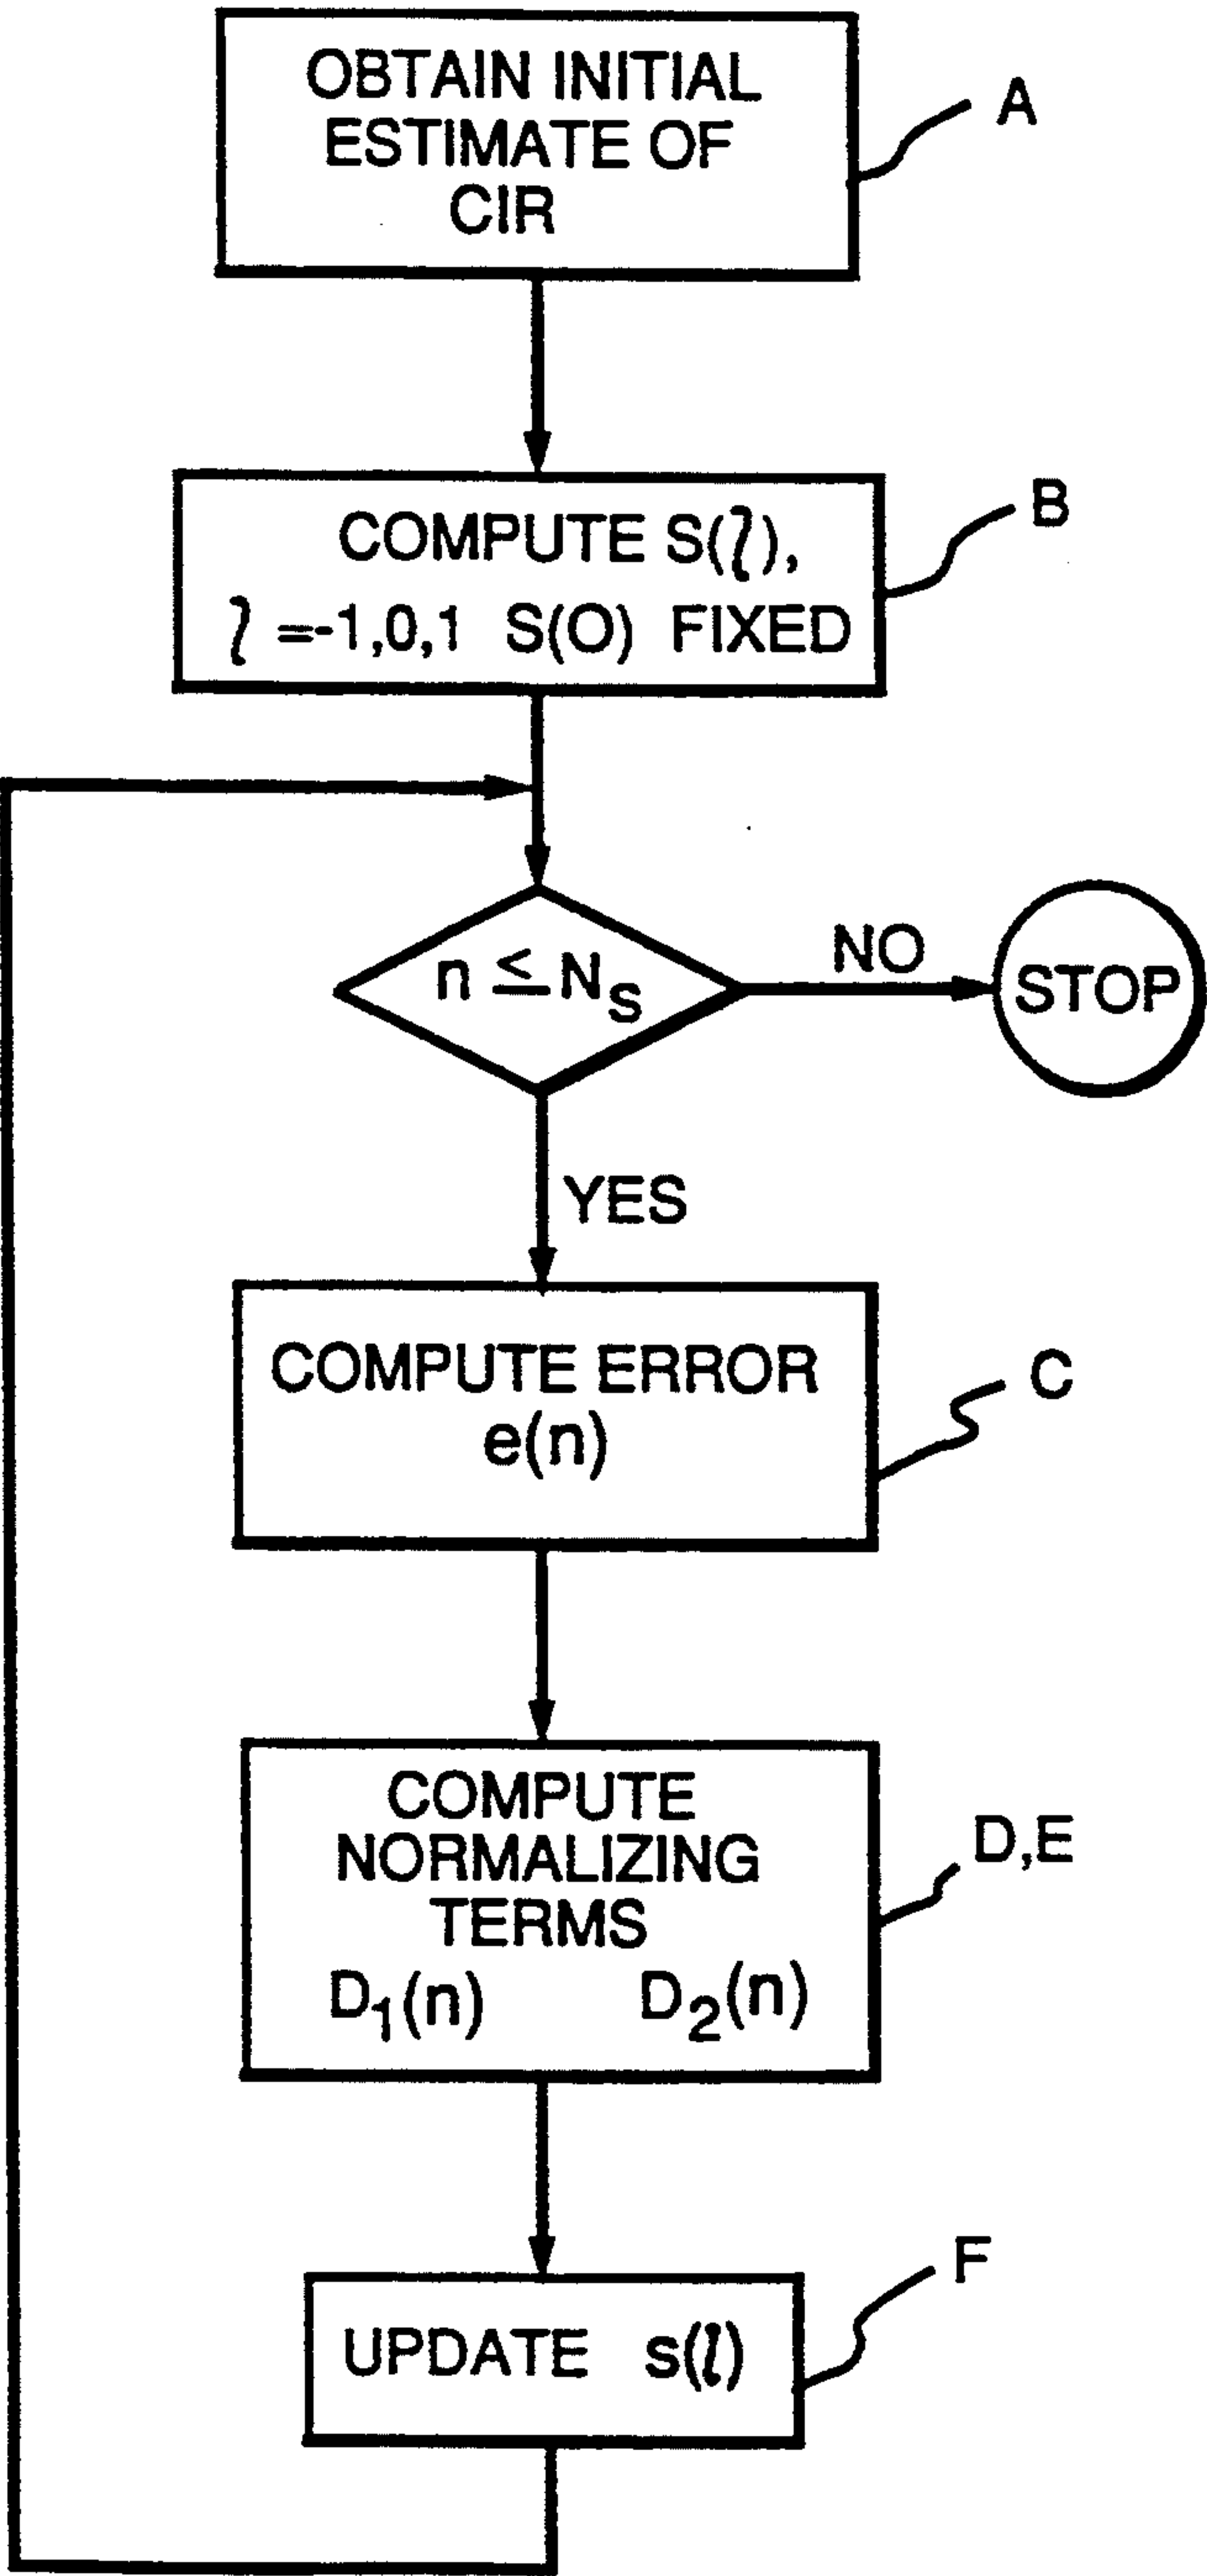 OBTAIN INITIAL
ESTIMATE OF
CIR
A
COMPUTE S(l),
l =-1,0,1 S(O) FIXED
B
n ≤ N_S
NO
STOP
YES
COMPUTE ERROR
e(n)
C
COMPUTE
NORMALIZING
TERMS
D₁(n) D₂(n)
D,E
UPDATE s(l)
F